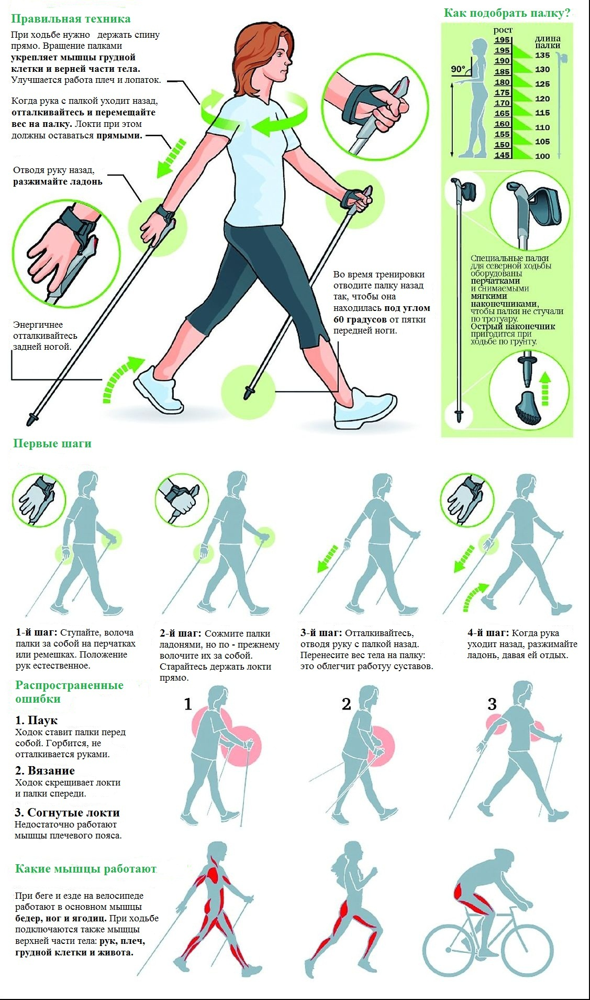 Правильная техника
При ходьбе нужно держать спину
прямо. Вращение палками
укрепляет мышцы грудной
клетки и верней части тела.
Улучшается работа плеч и лопаток.
Когда рука с палкой уходит назад,
отталкивайтесь и перемещайте
вес на палку. Локти при этом
должны оставаться прямыми.
Отводя руку назад,
разжимайте ладонь
Энергичнее
отталкивайтесь
задней ногой.
Во время тренировки
отводите палку назад
так, чтобы она
находилась под углом
60 градусов от пятки
передней ноги.
Как подобрать палку?
рост
195
195
190
185
180
175
170
165
160
155
150
145
длина
палки
135
130
125
120
115
110
105
100
90°
Специальные палки
для северной ходьбы
оборудованы
перчатками
и снимаемыми
мягкими
наконечниками,
чтобы палки не стучали
по тротуару.
Острый наконечник
пригодится при
ходьбе по грунту.
Первые шаги
1-й шаг: Ступайте, волоча
палки за собой на перчатках
или ремешках. Положение
рук естественное.
2-й шаг: Сожмите палки
ладонями, но по - прежнему
волочите их за собой.
Старайтесь держать локти
прямо.
3-й шаг: Отталкивайтесь,
отводя руку с палкой назад.
Перенесите вес тела на палку:
это облегчит работуу суставов.
4-й шаг: Когда рука
уходит назад, разжимайте
ладонь, давая ей отдых.
Распространенные
ошибки
1. Паук
Ходок ставит палки перед
собой. Горбится, не
отталкивается руками.
2. Вязание
Ходок скрещивает локти
и палки спереди.
3. Согнутые локти
Недостаточно работают
мышцы плечевого пояса.
1
2
3
Какие мышцы работают
При беге и езде на велосипеде
работают в основном мышцы
бедер, ног и ягодиц. При ходьбе
подключаются также мышцы
верхней части тела: рук, плеч,
грудной клетки и живота.